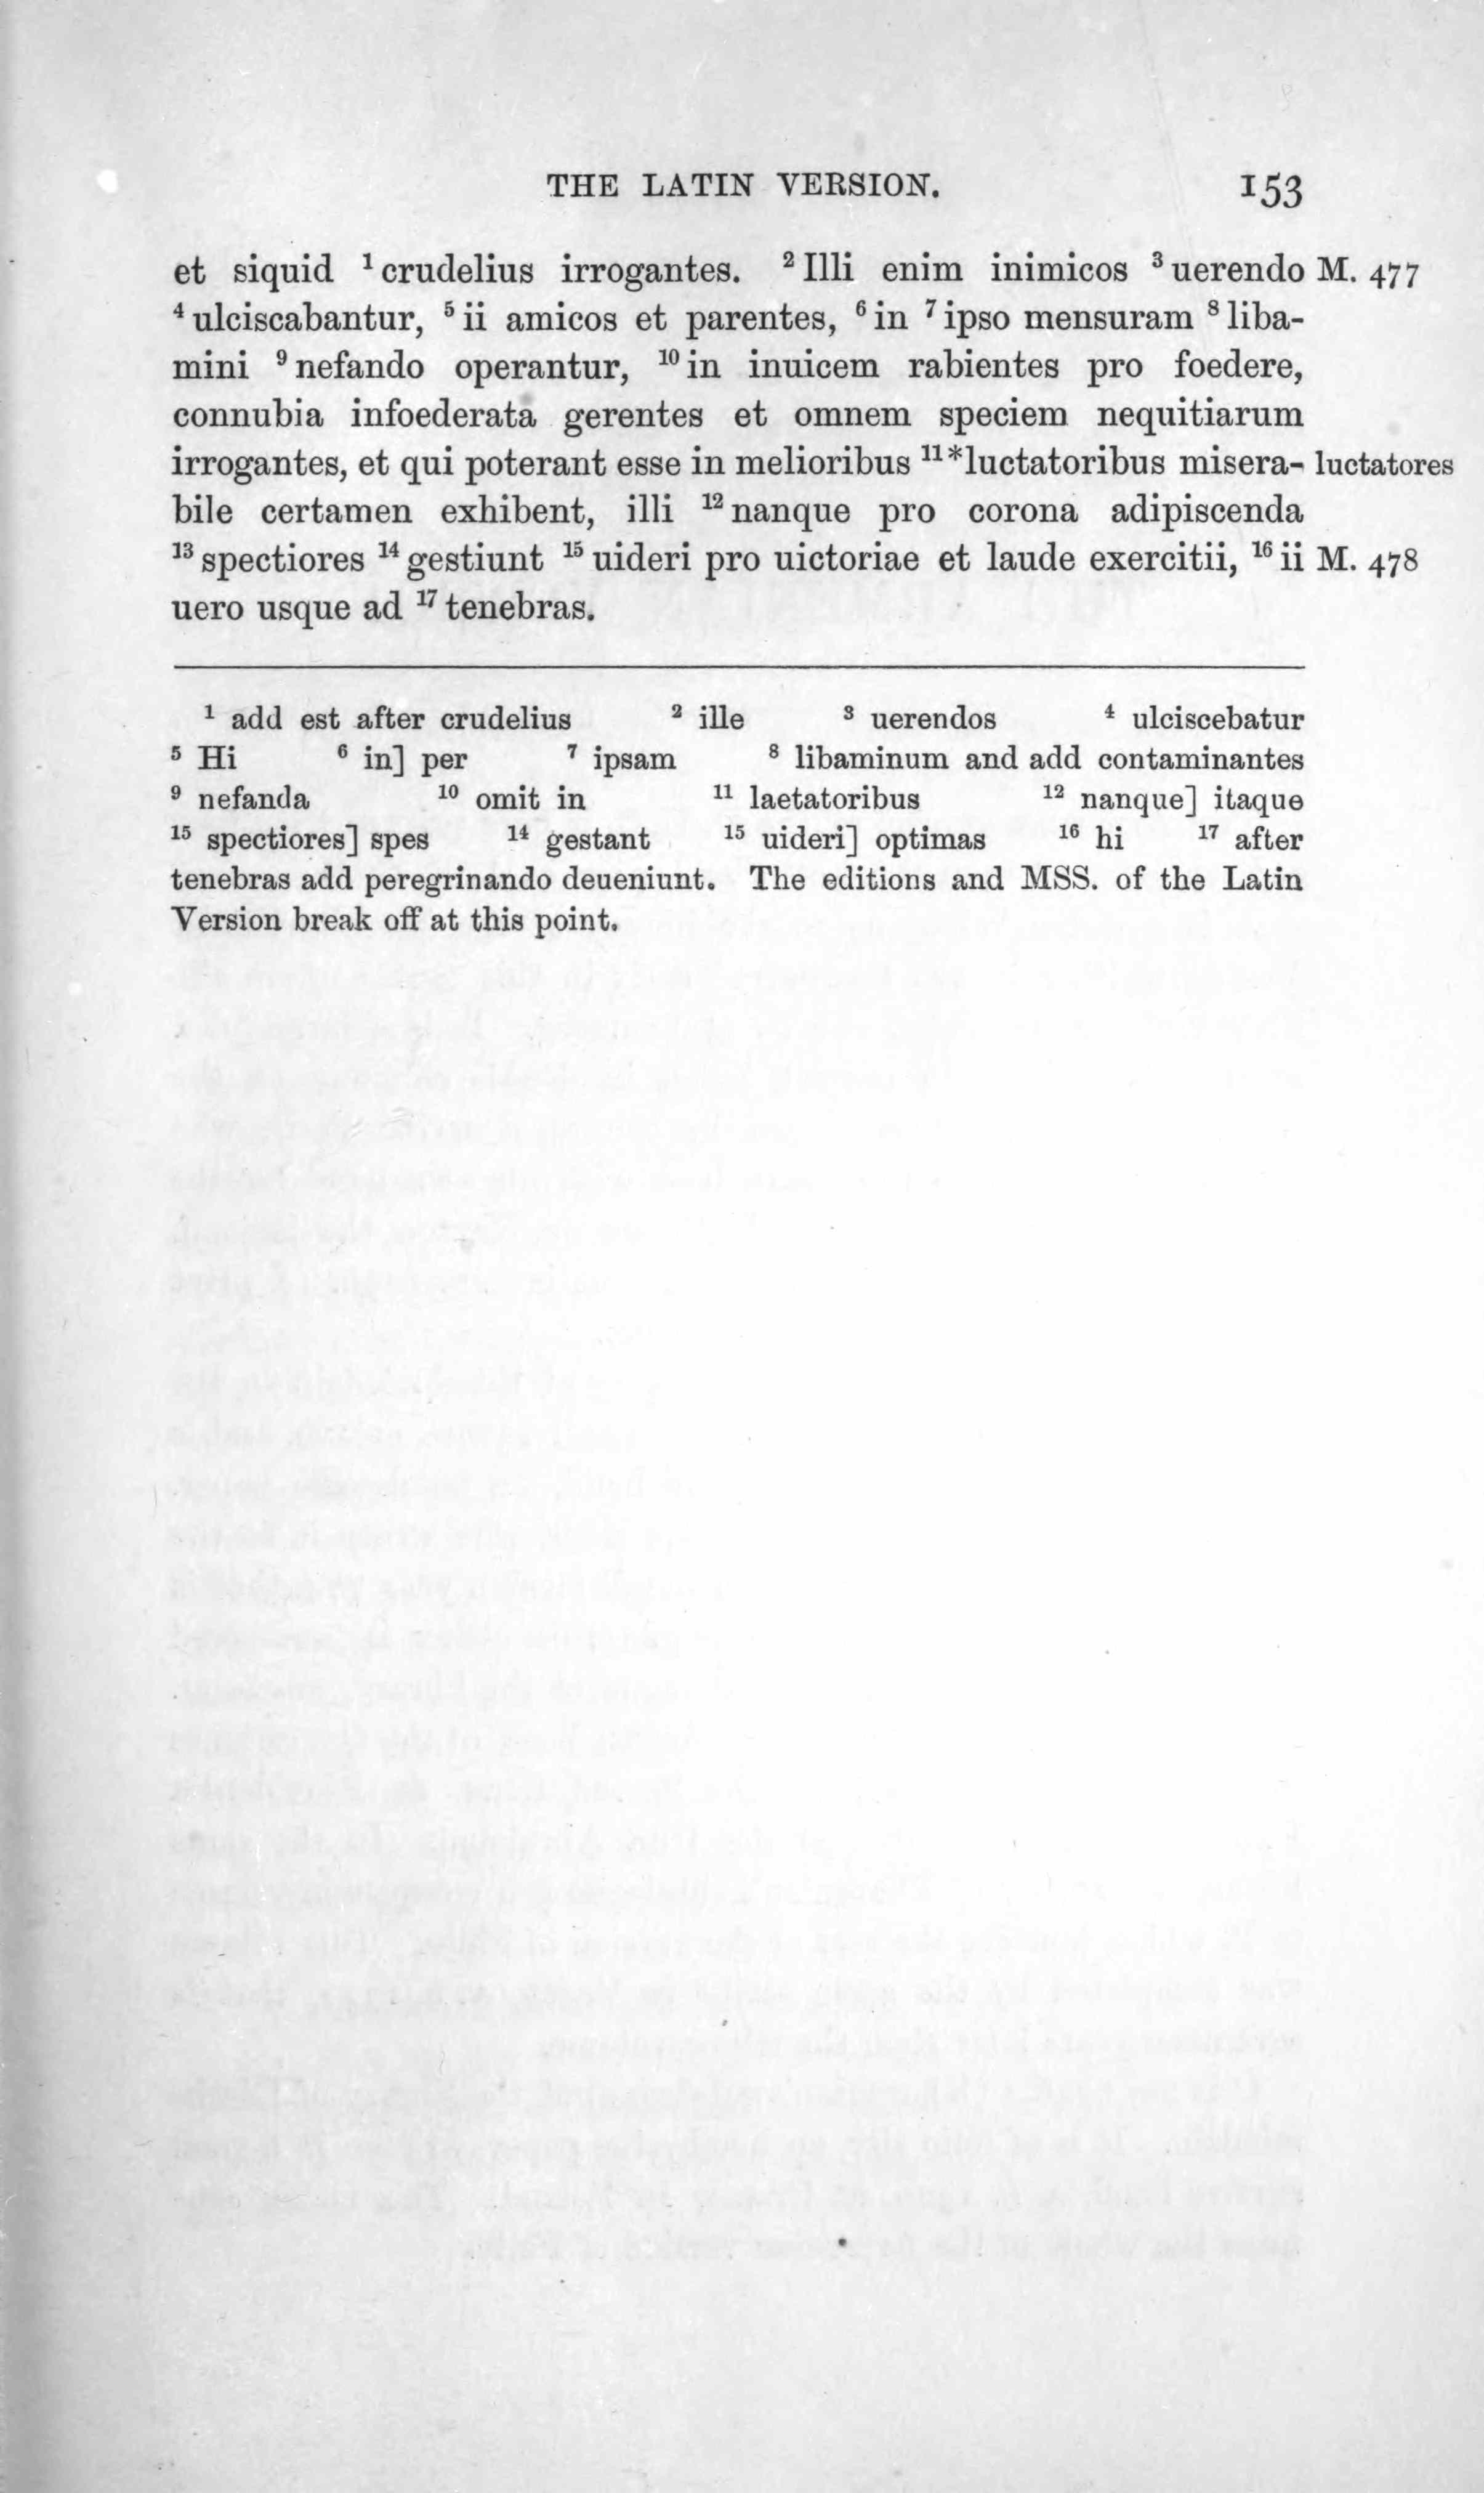 THE LATIN VERSION. 153
et siquid ¹ crudelius irrogantes. ² Illi enim inimicos ³ uerendo M. 477
⁴ ulciscabantur, ⁵ ii amicos et parentes, ⁶ in ⁷ ipso mensuram ⁸ liba-
mini ⁹ nefando operantur, ¹⁰ in inuicem rabientes pro foedere,
connubia infoederata gerentes et omnem speciem nequitiarum
irrogantes, et qui poterant esse in melioribus ¹¹*luctatoribus misera- luctatores
bile certamen exhibent, illi ¹² nanque pro corona adipiscenda
¹³ spectiores ¹⁴ gestiunt ¹⁵ uideri pro uictoriae et laude exercitii, ¹⁶ ii M. 478
uero usque ad ¹⁷ tenebras.
¹ add est after crudelius ² ille ³ uerendos ⁴ ulciscebatur
⁵ Hi ⁶ in] per ⁷ ipsam ⁸ libaminum and add contaminantes
⁹ nefanda ¹⁰ omit in ¹¹ laetatoribus ¹² nanque] itaque
¹⁵ spectiores] spes ¹⁴ gestant ¹⁵ uideri] optimas ¹⁶ hi ¹⁷ after
tenebras add peregrinando deueniunt. The editions and MSS. of the Latin
Version break off at this point.